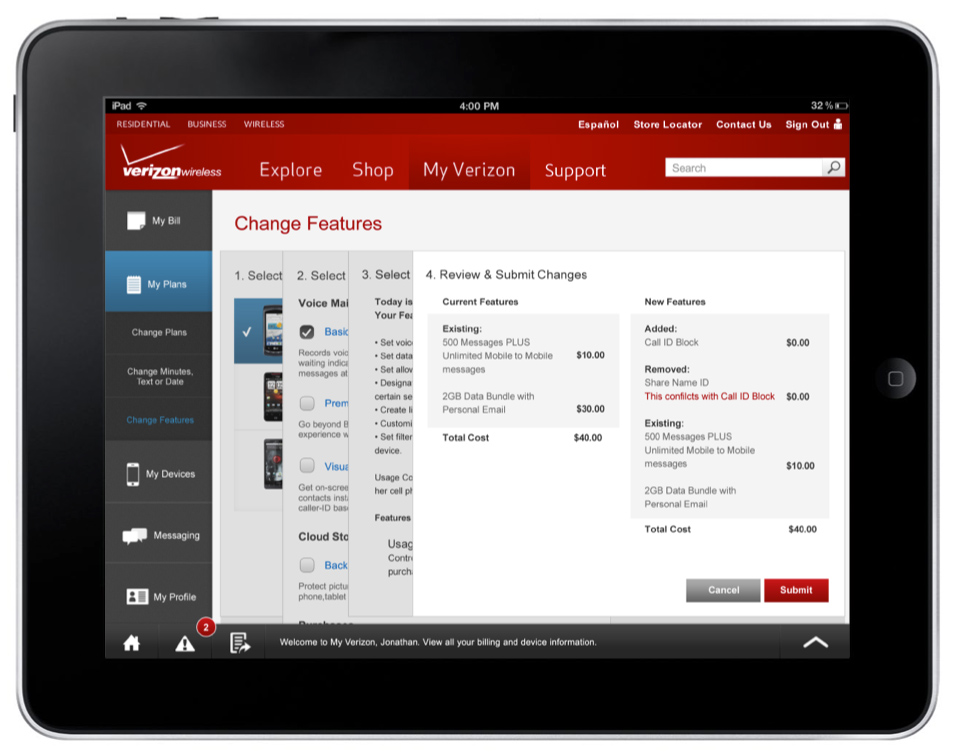 iPad
4:00 PM
32 %
RESIDENTIAL BUSINESS WIRELESS
Español Store Locator Contact Us Sign Out
verizonwireless
Explore Shop My Verizon Support
Search
My Bill
My Plans
Change Plans
Change Minutes,
Text or Date
Change Features
My Devices
Messaging
My Profile
Change Features
1. Select
2. Select
Voice Mai
Basic
Records voic
waiting indica
messages at
Prem
Go beyond B
experience w
Visua
Get on-scree
contacts insta
caller-ID base
Cloud Sto
Back
Protect pictu
phone,tablet
3. Select
Today is
Your Fea
• Set voic
• Set data
• Set allow
• Designa
certain se
• Create li
• Customi
• Set filter
device.
Usage Co
her cell ph
Features
Usag
Contro
purcha
4. Review & Submit Changes
Current Features
Existing:
500 Messages PLUS
Unlimited Mobile to Mobile $10.00
messages
2GB Data Bundle with
Personal Email $30.00
Total Cost $40.00
New Features
Added:
Call ID Block $0.00
Removed:
Share Name ID
This confilcts with Call ID Block $0.00
Existing:
500 Messages PLUS
Unlimited Mobile to Mobile
messages $10.00
2GB Data Bundle with
Personal Email
Total Cost $40.00
Cancel Submit
2
Welcome to My Verizon, Jonathan. View all your billing and device information.